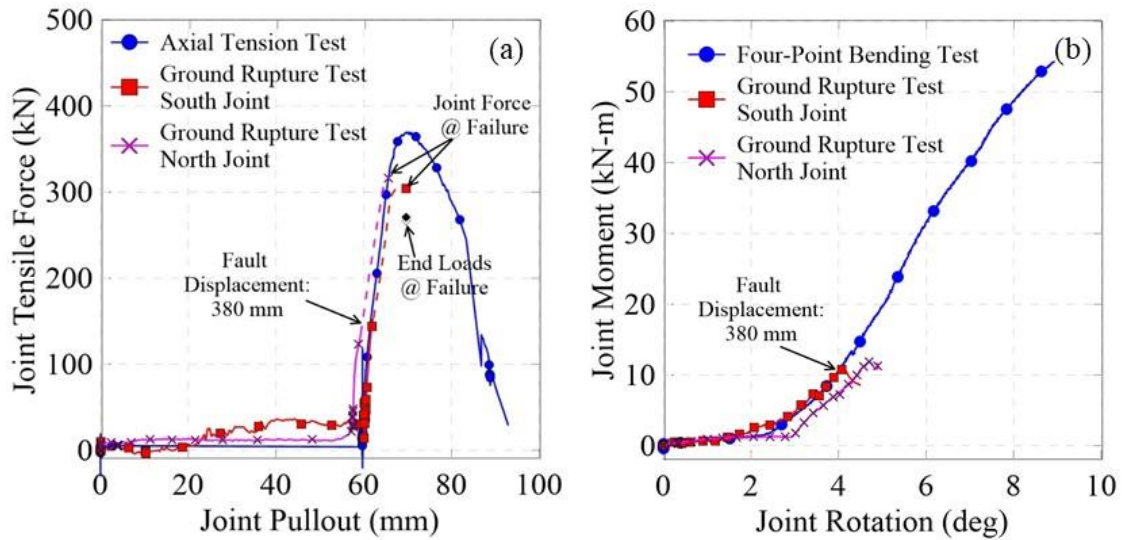 (a)
Axial Tension Test
Ground Rupture Test
South Joint
Ground Rupture Test
North Joint
Joint Force
@ Failure
End Loads
@ Failure
Fault
Displacement:
380 mm
500
400
300
200
100
0
0 20 40 60 80 100
Joint Tensile Force (kN)
Joint Pullout (mm)
(b)
Four-Point Bending Test
Ground Rupture Test
South Joint
Ground Rupture Test
North Joint
Fault
Displacement:
380 mm
60
50
40
30
20
10
0
0 2 4 6 8 10
Joint Moment (kN-m)
Joint Rotation (deg)